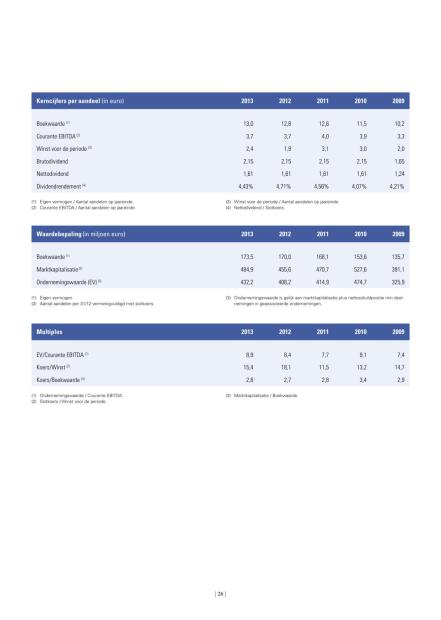 Kerncijfers per aandeel (in euro) 2013 2012 2011 2010 2009
Boekwaarde (1) 13,0 12,8 12,6 11,5 10,2
Courante EBITDA (2) 3,7 3,7 4,0 3,9 3,3
Winst voor de periode (3) 2,4 1,9 3,1 3,0 2,0
Brutodividend 2,15 2,15 2,15 2,15 1,65
Nettodividend 1,61 1,61 1,61 1,61 1,24
Dividendrendement (4) 4,43% 4,71% 4,56% 4,07% 4,21%
(1) Eigen vermogen / Aantal aandelen op jaareinde. (3) Winst voor de periode / Aantal aandelen op jaareinde.
(2) Courante EBITDA / Aantal aandelen op jaareinde. (4) Nettodividend / Slotkoers.
Waardebepaling (in miljoen euro) 2013 2012 2011 2010 2009
Boekwaarde (1) 173,5 170,0 168,1 153,6 135,7
Marktkapitalisatie (2) 484,9 455,6 470,7 527,6 391,1
Ondernemingswaarde (EV) (3) 432,2 408,2 414,9 474,7 325,9
(1) Eigen vermogen. (3) Ondernemingswaarde is gelijk aan marktkapitalisatie plus nettoschuldpositie min deel-
(2) Aantal aandelen per 31/12 vermenigvuldigd met slotkoers. nemingen in geassocieerde ondernemingen.
Multiples 2013 2012 2011 2010 2009
EV/Courante EBITDA (1) 8,9 8,4 7,7 9,1 7,4
Koers/Winst (2) 15,4 18,1 11,5 13,2 14,7
Koers/Boekwaarde (3) 2,8 2,7 2,8 3,4 2,9
(1) Ondernemingswaarde / Courante EBITDA. (3) Marktkapitalisatie / Boekwaarde.
(2) Slotkoers / Winst voor de periode.
| 26 |